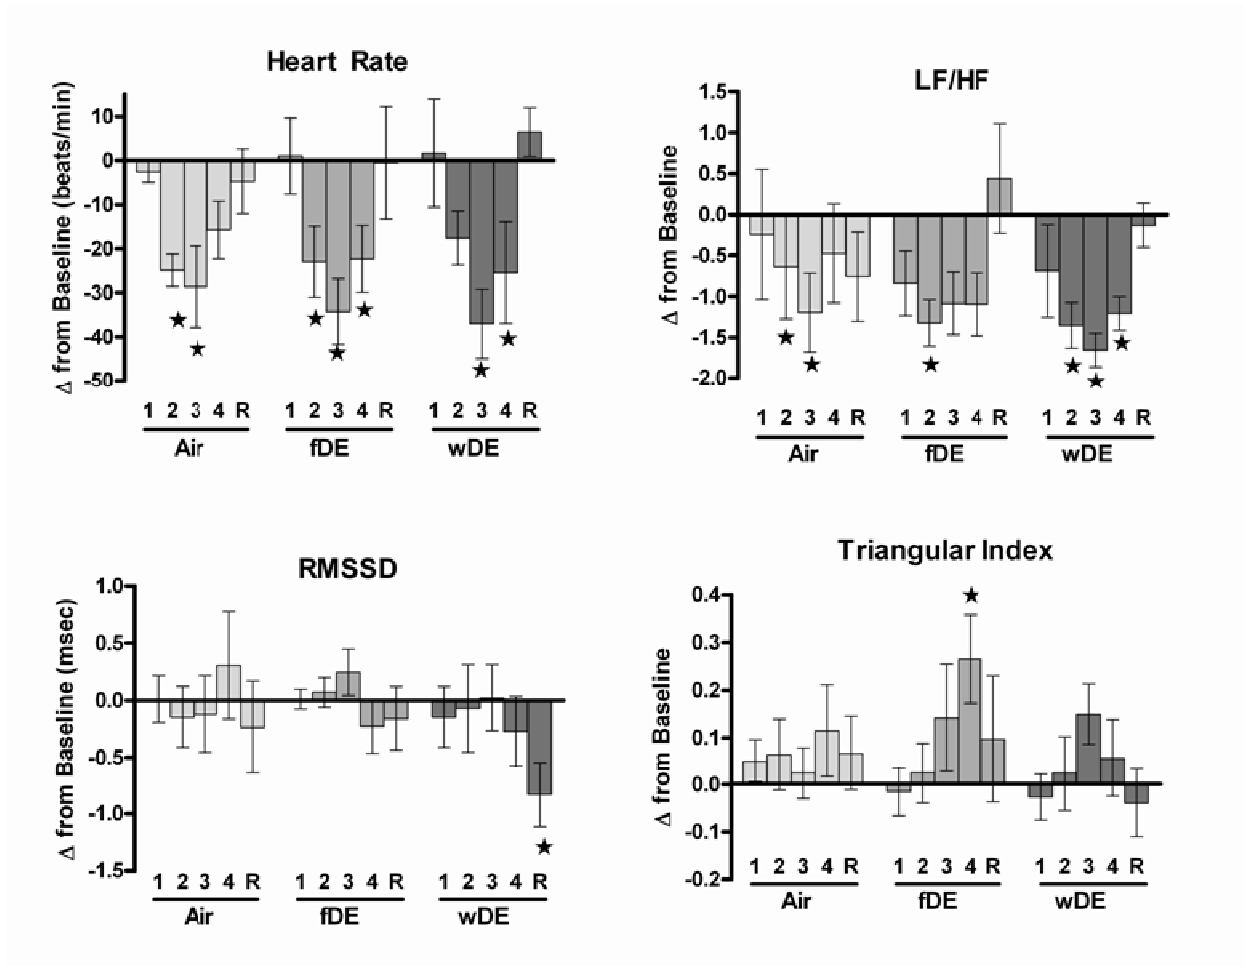 Heart Rate
Δ from Baseline (beats/min)
10
0
-10
-20
-30
-40
-50
1 2 3 4 R 1 2 3 4 R 1 2 3 4 R
Air fDE wDE
LF/HF
Δ from Baseline
1.5
1.0
0.5
0.0
-0.5
-1.0
-1.5
-2.0
1 2 3 4 R 1 2 3 4 R 1 2 3 4 R
Air fDE wDE
RMSSD
Δ from Baseline (msec)
1.0
0.5
0.0
-0.5
-1.0
-1.5
1 2 3 4 R 1 2 3 4 R 1 2 3 4 R
Air fDE wDE
Triangular Index
Δ from Baseline
0.4
0.3
0.2
0.1
0.0
-0.1
-0.2
1 2 3 4 R 1 2 3 4 R 1 2 3 4 R
Air fDE wDE